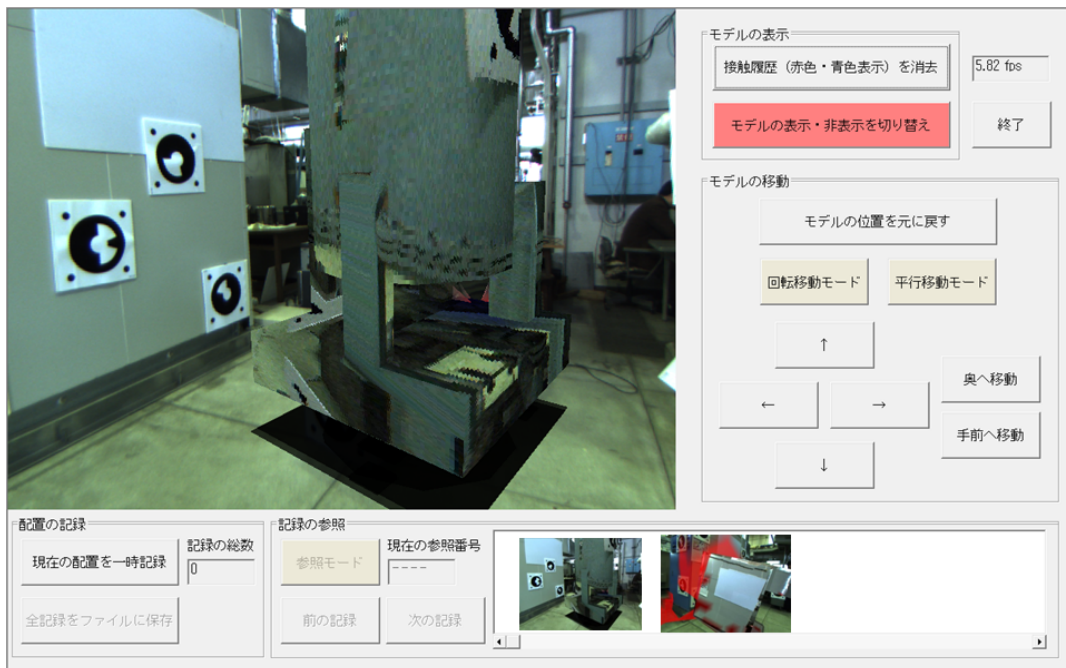 モデルの表示
接触履歴（赤色・青色表示）を消去
5.82 fps
モデルの表示・非表示を切り替え
終了
モデルの移動
モデルの位置を元に戻す
回転移動モード
平行移動モード
↑
←
→
↓
奥へ移動
手前へ移動
配置の記録
現在の配置を一時記録
記録の総数
0
全記録をファイルに保存
記録の参照
参照モード
現在の参照番号
----
前の記録
次の記録